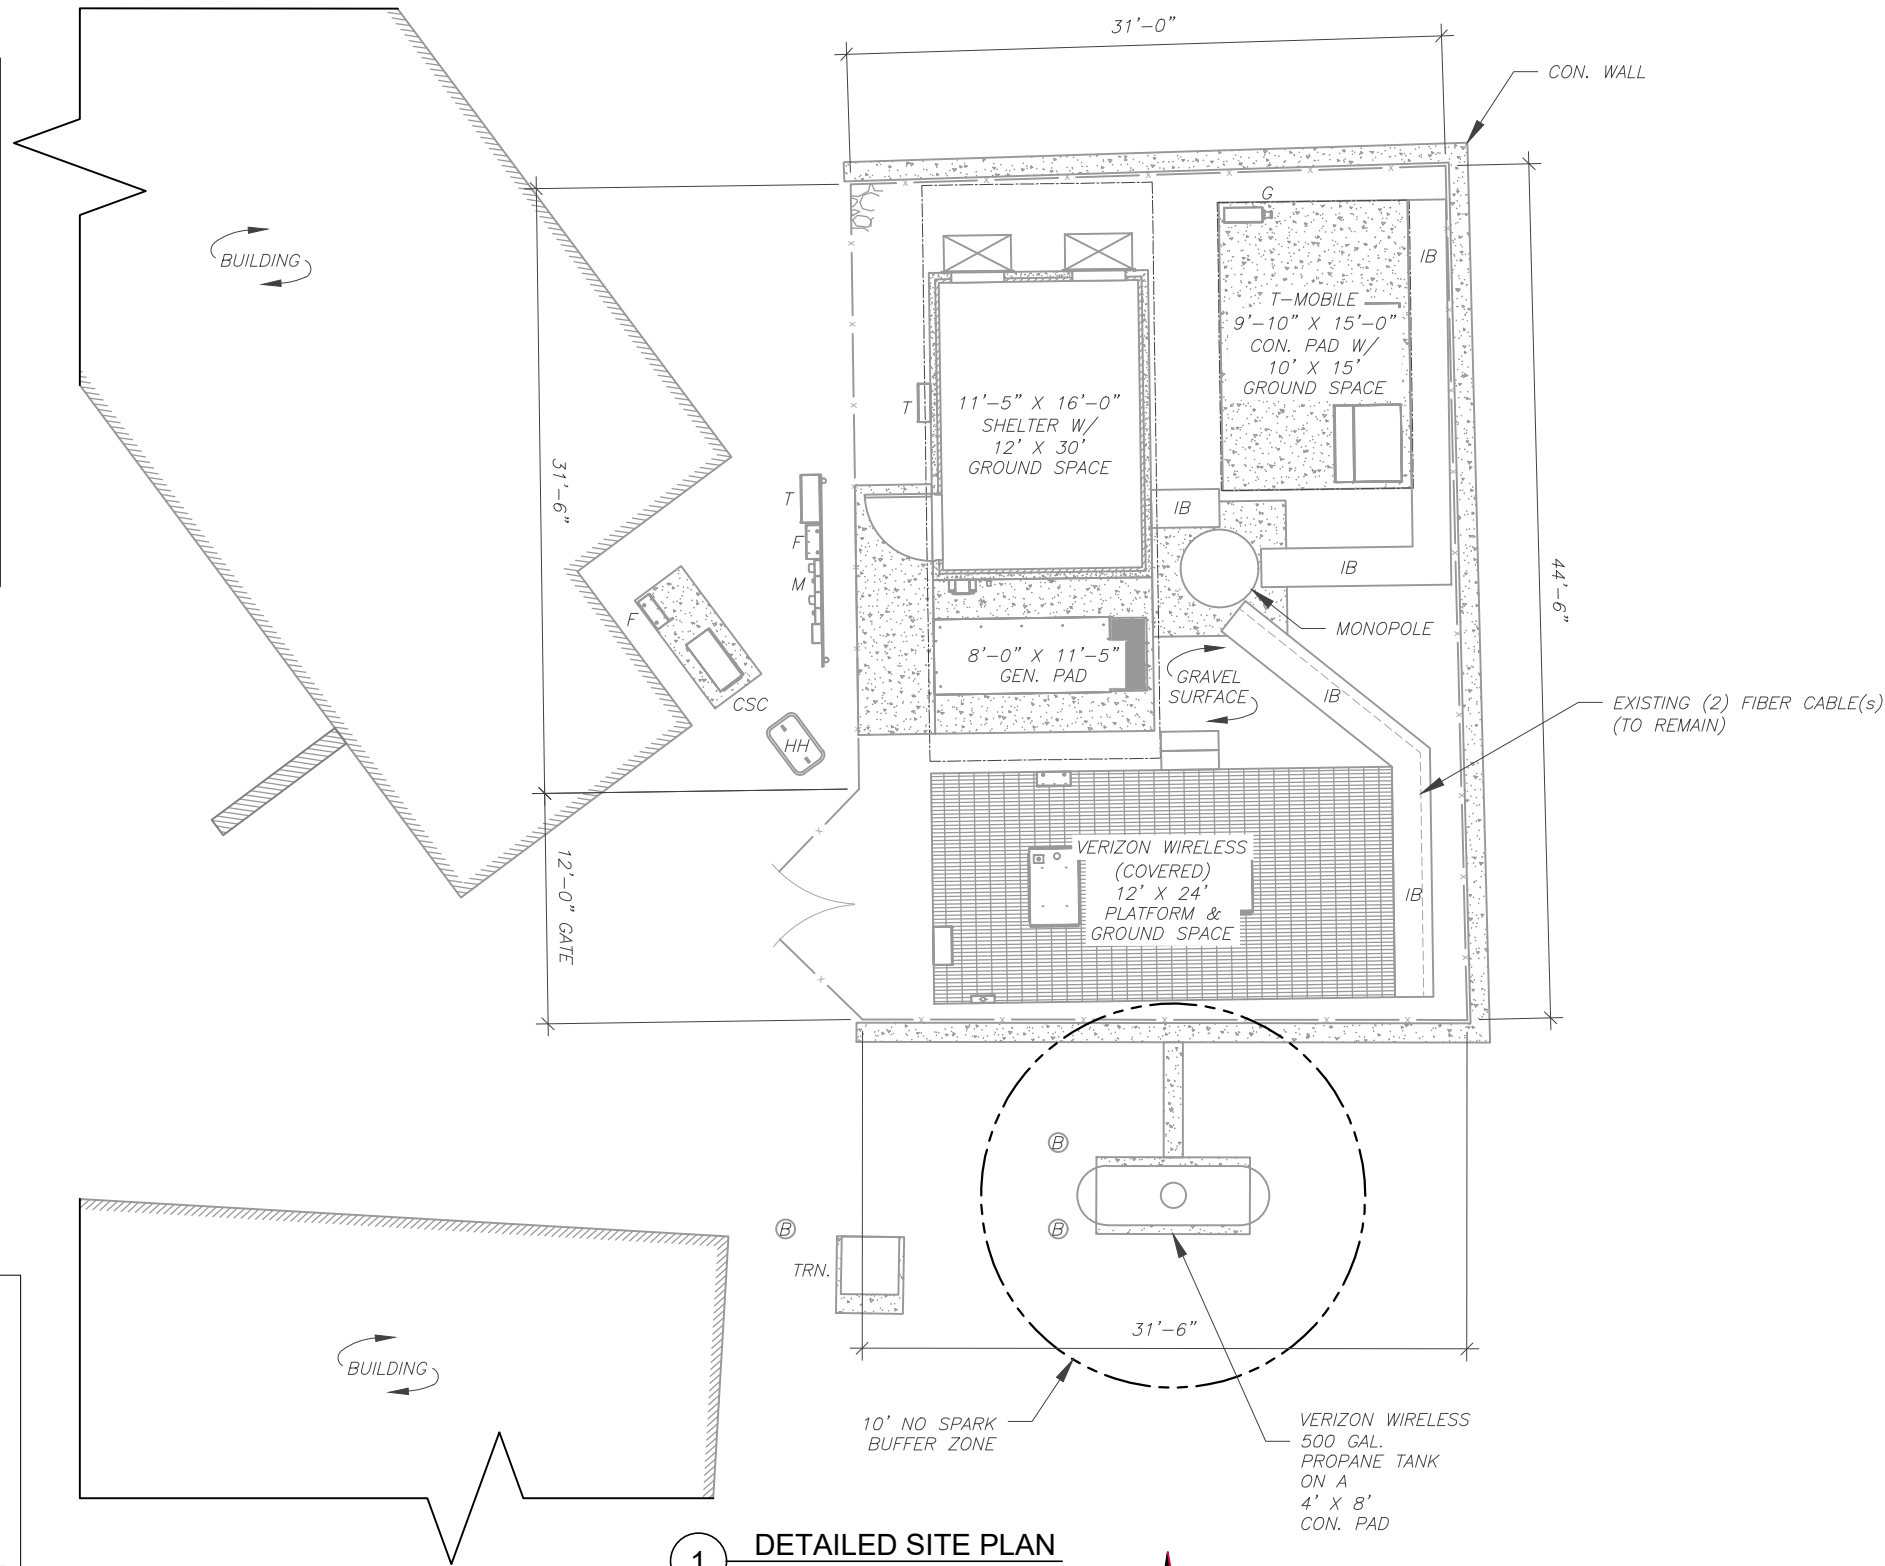 31'-0"
CON. WALL
G
IB
BUILDING
T-MOBILE
9'-10" X 15'-0"
CON. PAD W/
10' X 15'
GROUND SPACE
T
11'-5" X 16'-0"
SHELTER W/
12' X 30'
GROUND SPACE
31'-6"
T
F
M
IB
IB
44'-6"
F
MONOPOLE
8'-0" X 11'-5"
GEN. PAD
GRAVEL
SURFACE
IB
CSC
HH
EXISTING (2) FIBER CABLE(s)
(TO REMAIN)
12'-0" GATE
VERIZON WIRELESS
(COVERED)
12' X 24'
PLATFORM &
GROUND SPACE
IB
B
B
B
TRN.
31'-6"
BUILDING
10' NO SPARK
BUFFER ZONE
VERIZON WIRELESS
500 GAL.
PROPANE TANK
ON A
4' X 8'
CON. PAD
1
DETAILED SITE PLAN